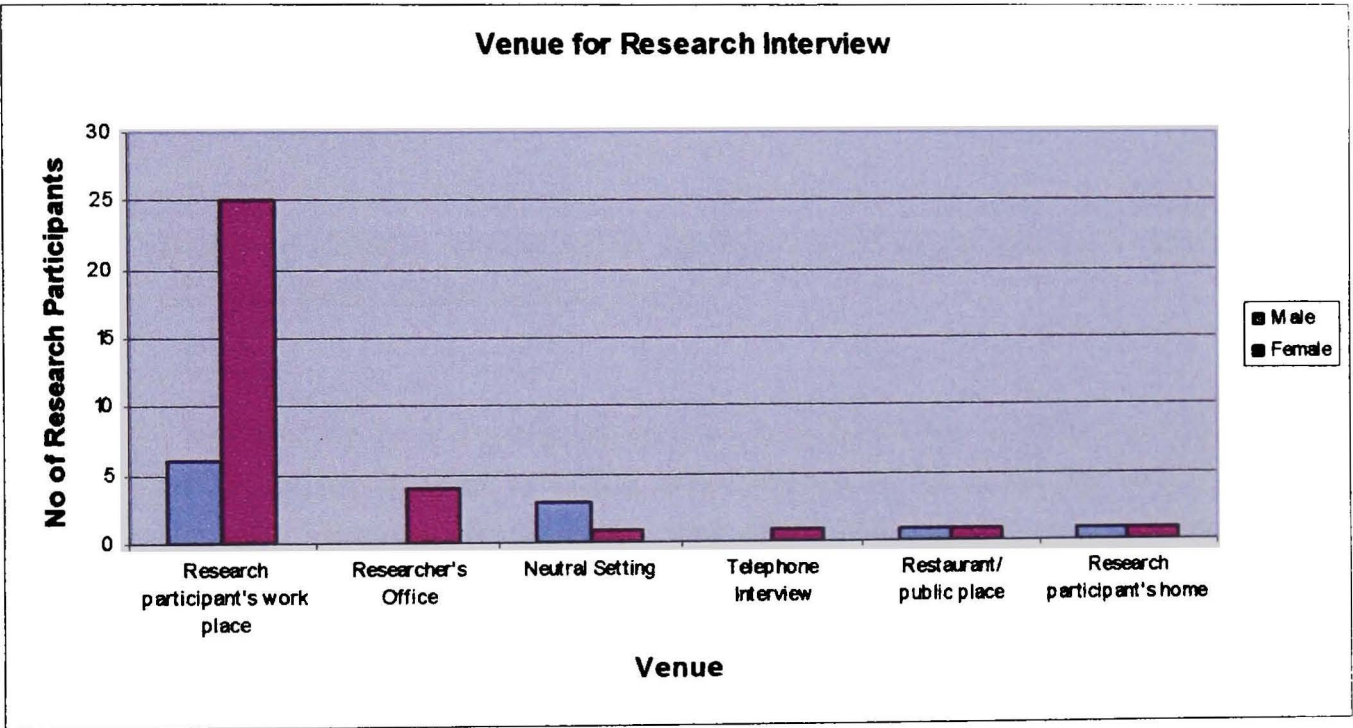 Venue for Research Interview
No of Research Participants
30
25
20
15
10
5
0
Research
participant's work
place
Researcher's
Office
Neutral Setting
Telephone
Interview
Restaurant/
public place
Research
participant's home
Venue
Male
Female